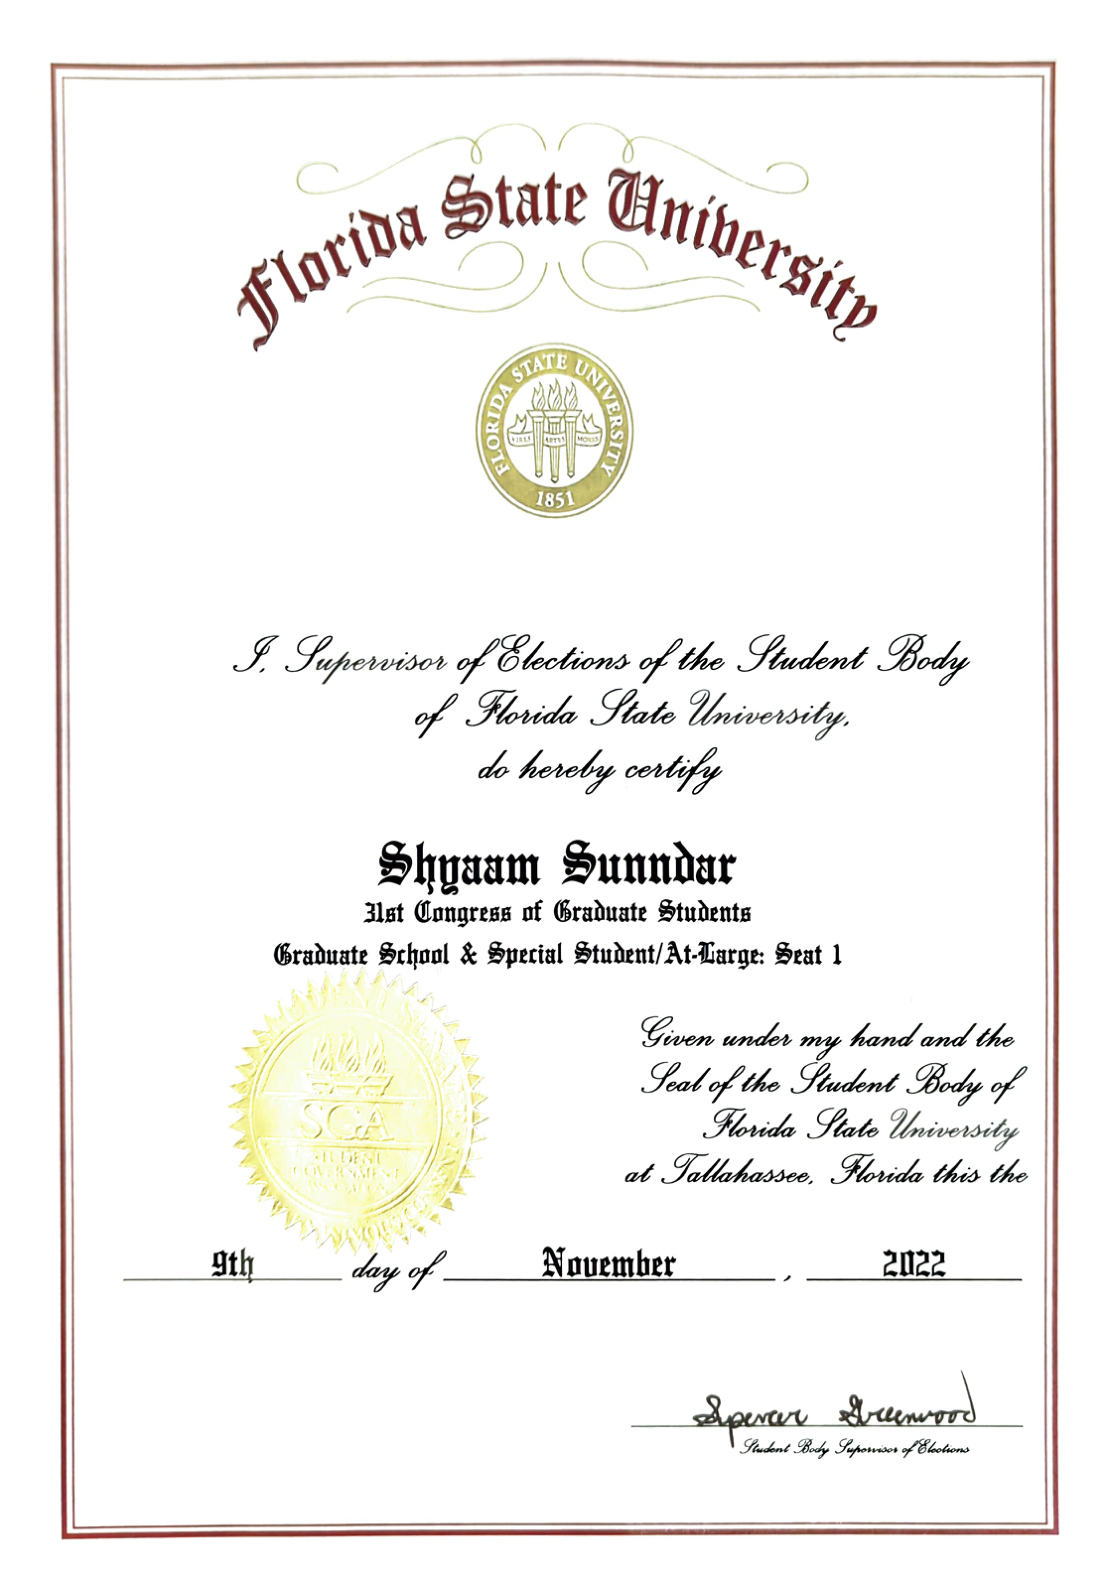 Florida State University
FLORIDA STATE UNIVERSITY
VIRES ARTES MORES
1851
I, Supervisor of Elections of the Student Body
of Florida State University,
do hereby certify
Shyaam Sunndar
31st Congress of Graduate Students
Graduate School & Special Student/At-Large: Seat 1
Given under my hand and the
Seal of the Student Body of
Florida State University
at Tallahassee, Florida this the
SGA
STUDENT
GOVERNMENT
9th day of November, 2022
Spencer Greenwood
Student Body Supervisor of Elections